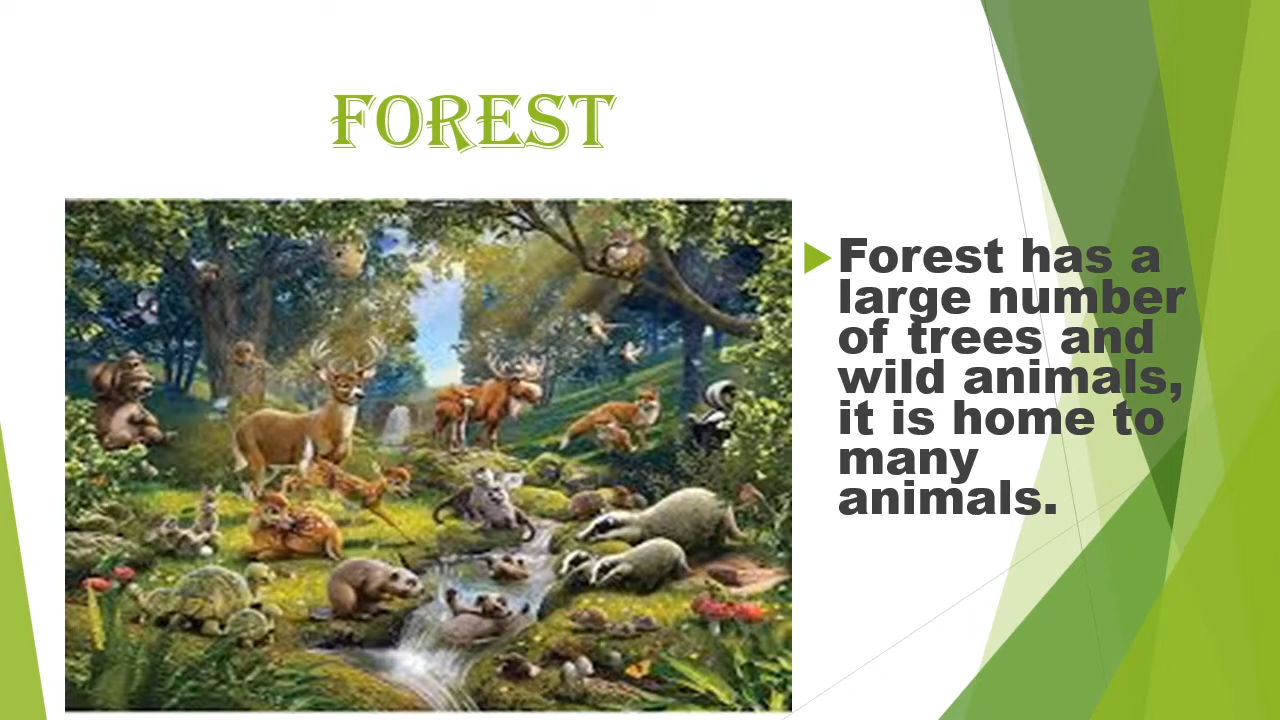 FOREST
Forest has a
large number
of trees and
wild animals,
it is home to
many
animals.